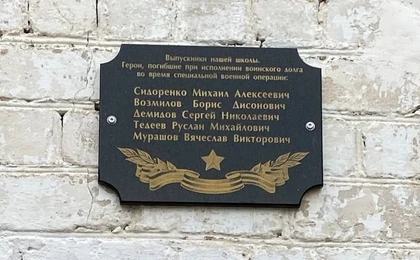 Выпускники нашей школы.
Герои, погибшие при исполнении воинского долга
во время специальной военной операции:
Сидоренко Михаил Алексеевич
Возмилов Борис Дисонович
Демидов Сергей Николаевич
Тедеев Руслан Михайлович
Мурашов Вячеслав Викторович